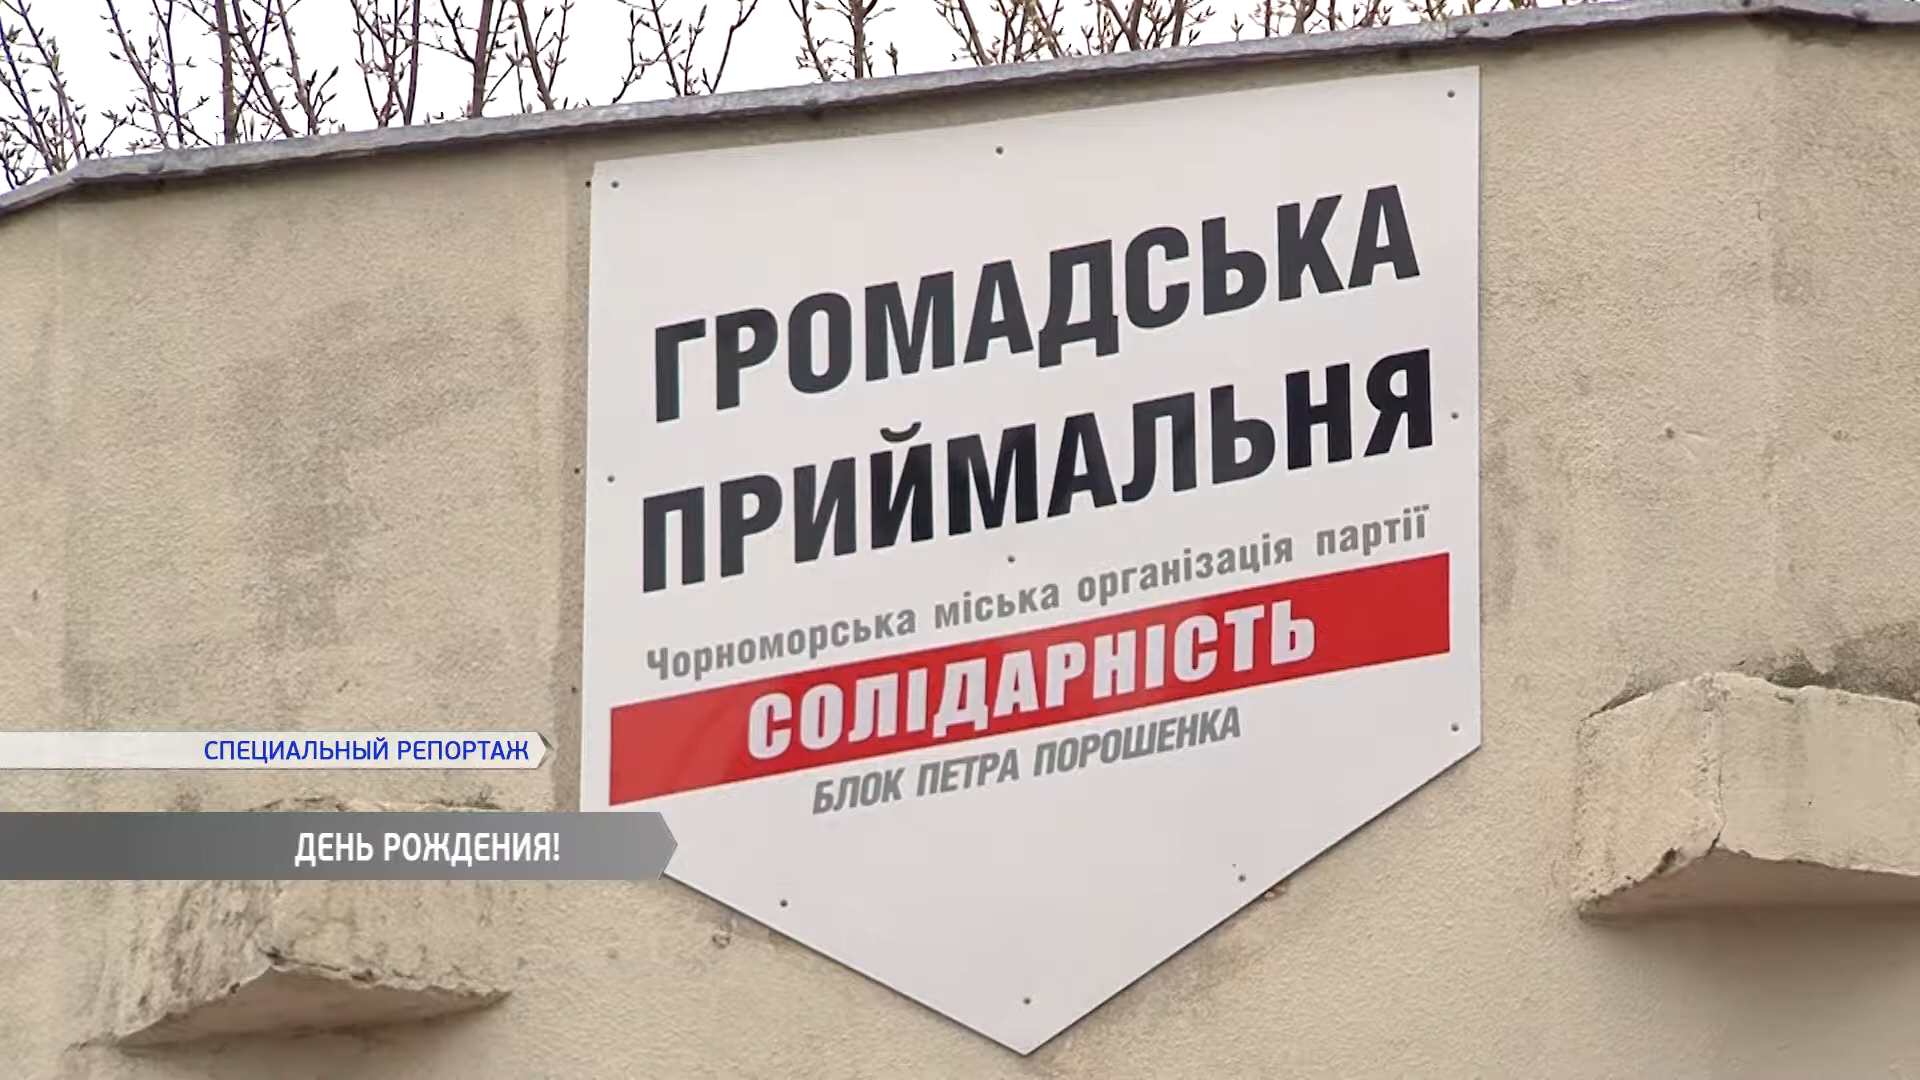 ГРОМАДСЬКА
ПРИЙМАЛЬНЯ
Чорноморська міська організація партії
СОЛІДАРНІСТЬ
БЛОК ПЕТРА ПОРОШЕНКА
СПЕЦИАЛЬНЫЙ РЕПОРТАЖ
ДЕНЬ РОЖДЕНИЯ!